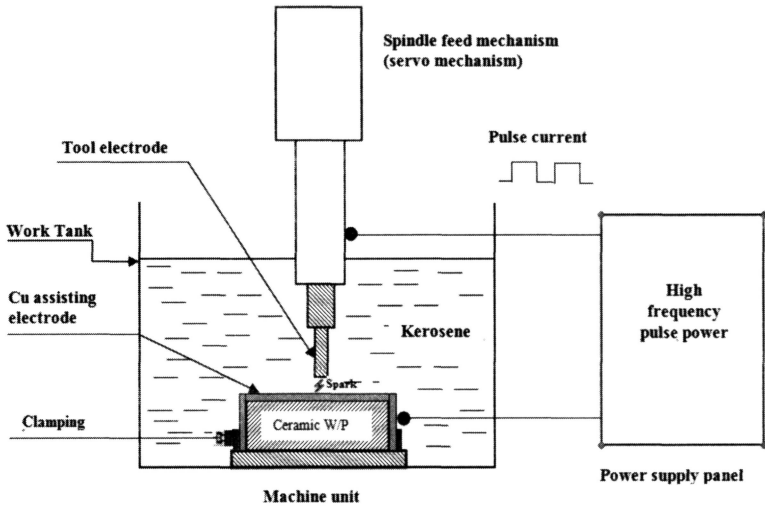 Spindle feed mechanism
(servo mechanism)
Pulse current
Tool electrode
Work Tank
Cu assisting
electrode
Kerosene
High
frequency
pulse power
Spark
Clamping
Ceramic W/P
Power supply panel
Machine unit